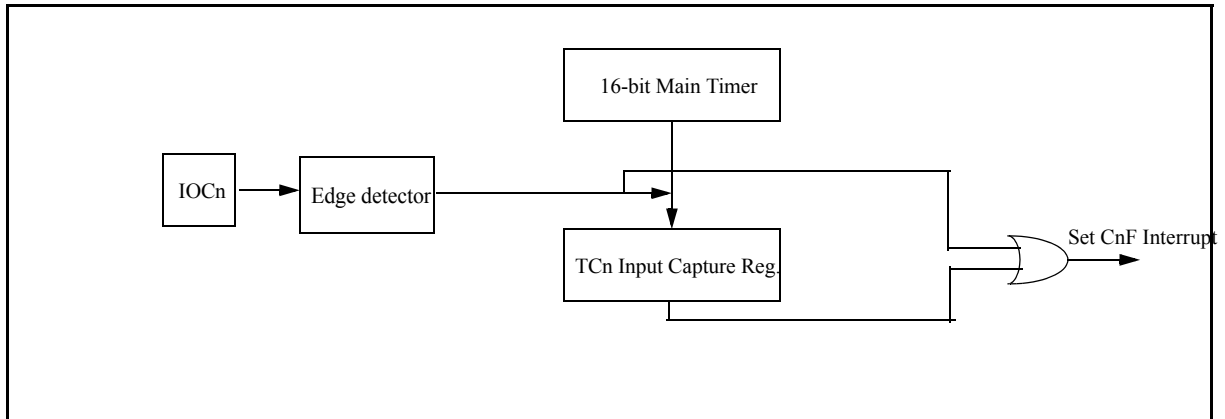 16-bit Main Timer
IOCn
Edge detector
TCn Input Capture Reg.
Set CnF Interrupt